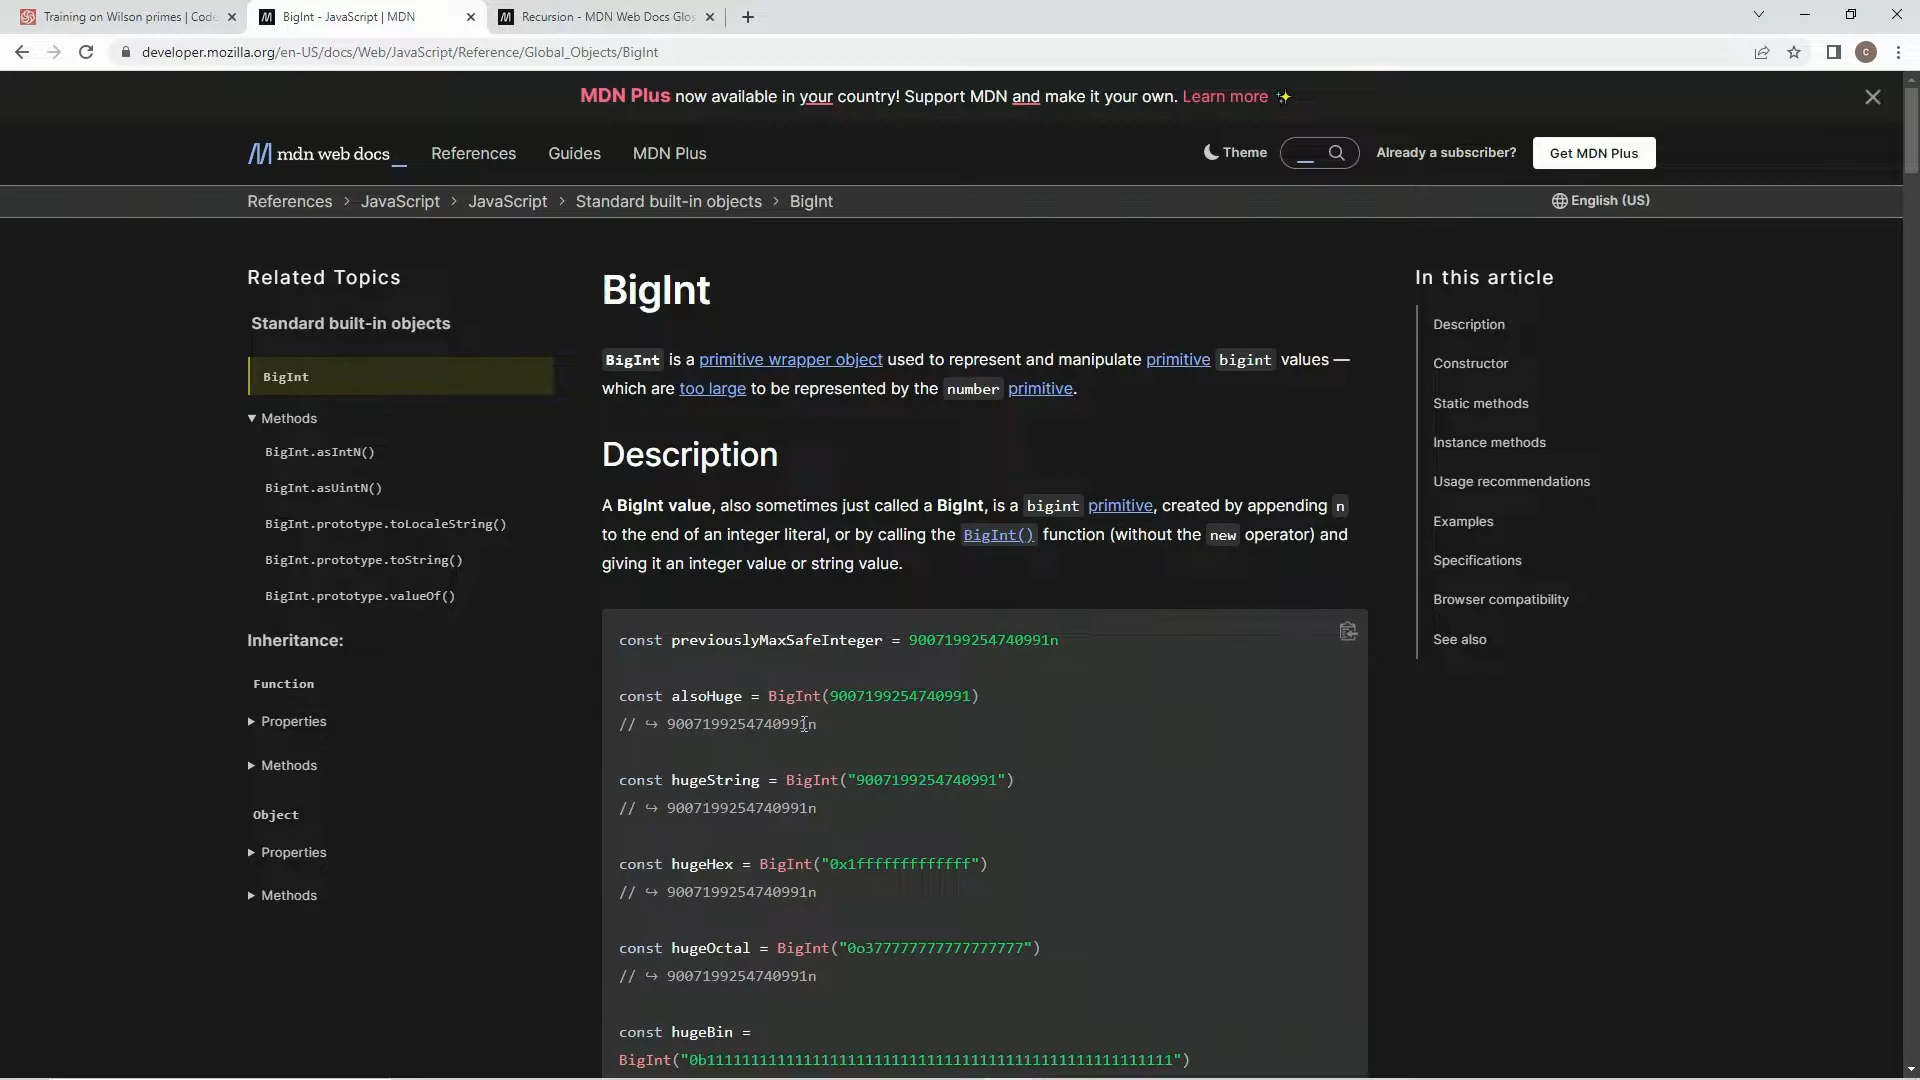 Training on Wilson primes | Code
BigInt - JavaScript | MDN
Recursion - MDN Web Docs Glos
developer.mozilla.org/en-US/docs/Web/JavaScript/Reference/Global_Objects/BigInt
C
MDN Plus now available in your country! Support MDN and make it your own. Learn more ✨
mdn web docs_
References
Guides
MDN Plus
Theme
Already a subscriber?
Get MDN Plus
References > JavaScript > JavaScript > Standard built-in objects > BigInt
English (US)
Related Topics
Standard built-in objects
BigInt
▼ Methods
BigInt.asIntN()
BigInt.asUintN()
BigInt.prototype.toLocaleString()
BigInt.prototype.toString()
BigInt.prototype.valueOf()
Inheritance:
Function
▶ Properties
▶ Methods
Object
▶ Properties
▶ Methods
BigInt
BigInt is a primitive wrapper object used to represent and manipulate primitive bigint values —
which are too large to be represented by the number primitive.
Description
A BigInt value, also sometimes just called a BigInt, is a bigint primitive, created by appending n
to the end of an integer literal, or by calling the BigInt() function (without the new operator) and
giving it an integer value or string value.
const previouslyMaxSafeInteger = 9007199254740991n
const alsoHuge = BigInt(9007199254740991)
// ↪ 9007199254740991n
const hugeString = BigInt("9007199254740991")
// ↪ 9007199254740991n
const hugeHex = BigInt("0x1fffffffffffff")
// ↪ 9007199254740991n
const hugeOctal = BigInt("0o377777777777777777")
// ↪ 9007199254740991n
const hugeBin =
BigInt("0b11111111111111111111111111111111111111111111111111111")
In this article
Description
Constructor
Static methods
Instance methods
Usage recommendations
Examples
Specifications
Browser compatibility
See also